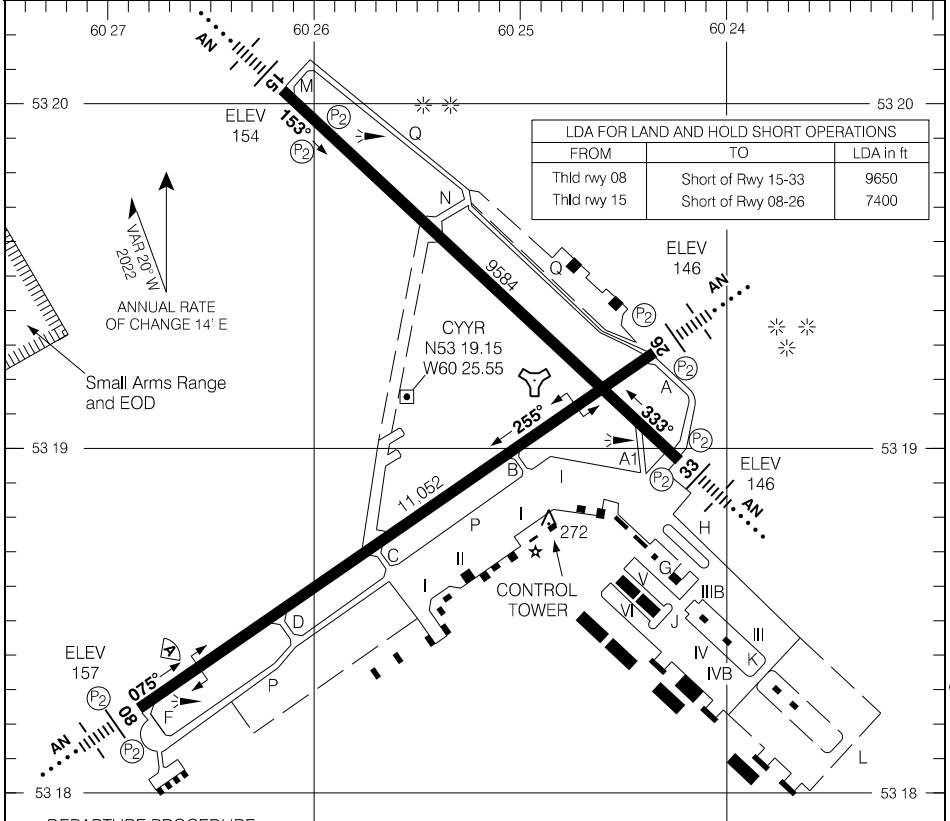 60 27
60 26
60 25
60 24
AN
15
M
53 20
53 20
ELEV
154
153°
P2
P2
Q
LDA FOR LAND AND HOLD SHORT OPERATIONS
FROM TO LDA in ft
Thld rwy 08 Short of Rwy 15-33 9650
Thld rwy 15 Short of Rwy 08-26 7400
N
VAR 20° W
2022
ANNUAL RATE
OF CHANGE 14' E
9584
Q
ELEV
146
AN
P2
26
P2
CYYR
N53 19.15
W60 25.55
Small Arms Range
and EOD
A
255°
333°
P2
53 19
53 19
B
A1
33
P2
ELEV
146
AN
I
11,052
P
I
272
H
C
II
I
CONTROL
TOWER
G
V
VI
IIIB
J
III
D
IV
K
IVB
A
ELEV
157
075°
P2
P
F
08
AN
P2
L
53 18
53 18